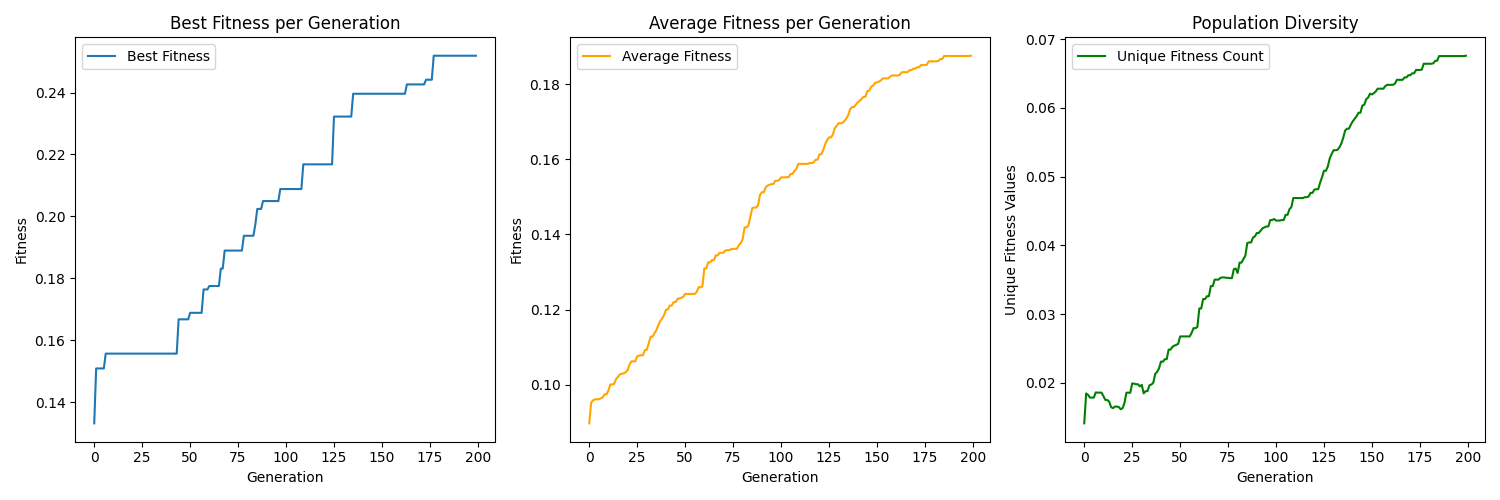 Best Fitness per Generation
Best Fitness
Fitness
0.24
0.22
0.20
0.18
0.16
0.14
0 25 50 75 100 125 150 175 200
Generation
Average Fitness per Generation
Average Fitness
Fitness
0.18
0.16
0.14
0.12
0.10
0 25 50 75 100 125 150 175 200
Generation
Population Diversity
Unique Fitness Count
Unique Fitness Values
0.07
0.06
0.05
0.04
0.03
0.02
0 25 50 75 100 125 150 175 200
Generation